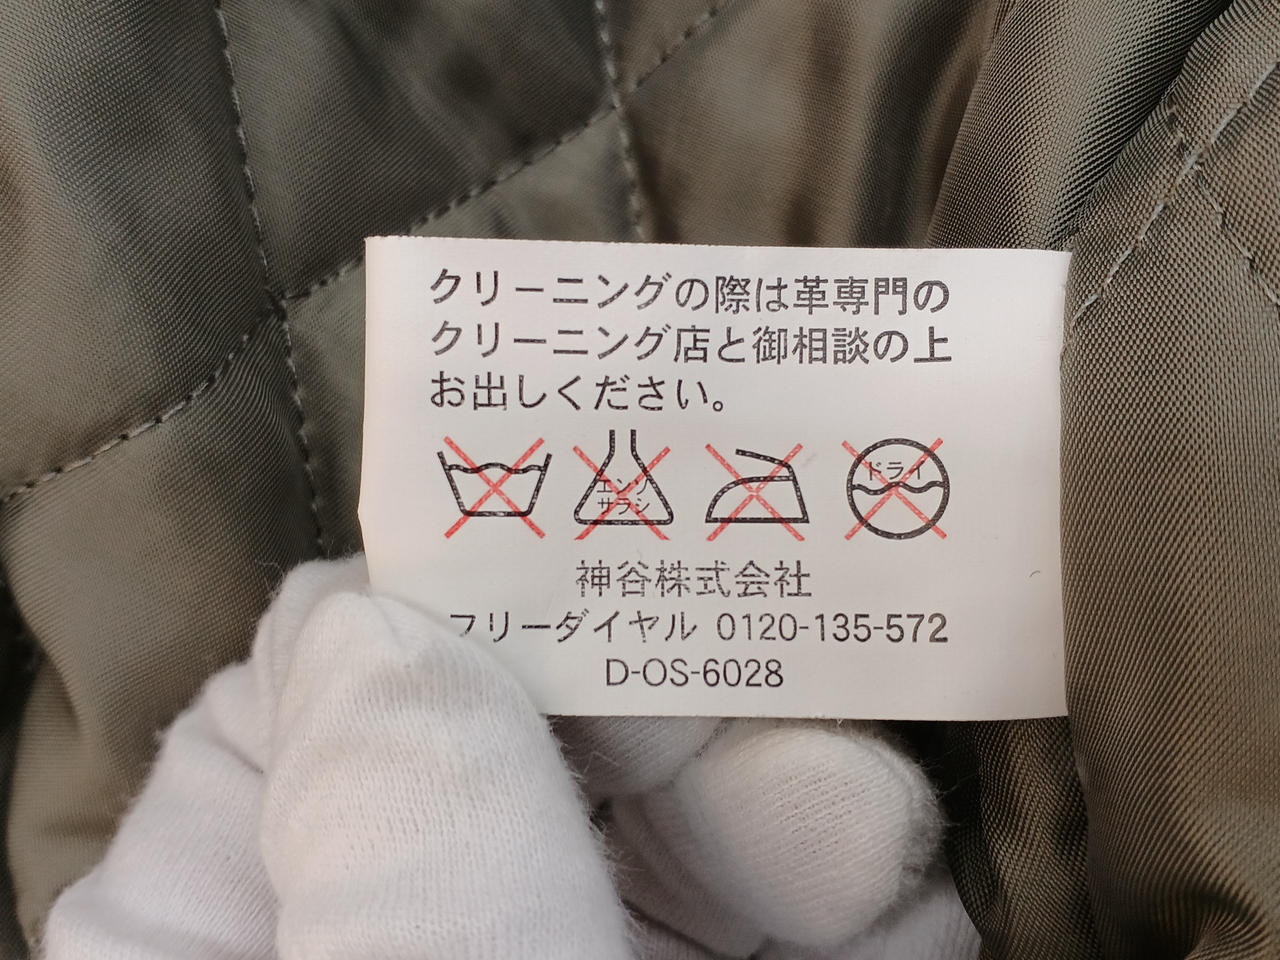 クリーニングの際は革専門の
クリーニング店と御相談の上
お出しください。
エンソ
サラシ
ドライ
神谷株式会社
フリーダイヤル 0120-135-572
D-OS-6028